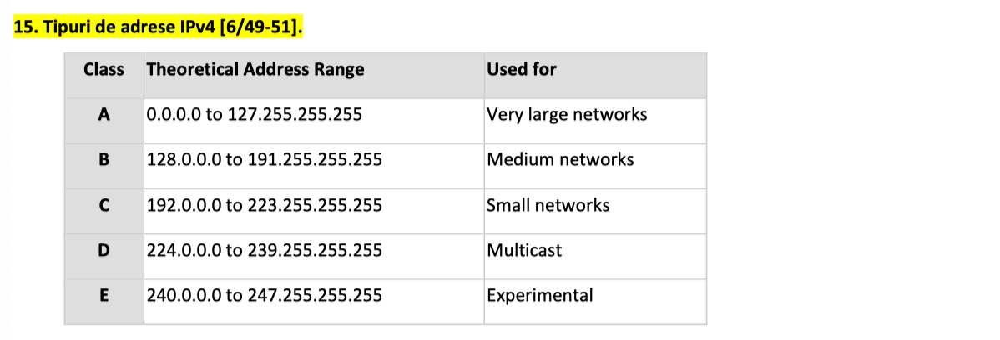 15. Tipuri de adrese IPv4 [6/49-51].
Class Theoretical Address Range Used for
A 0.0.0.0 to 127.255.255.255 Very large networks
B 128.0.0.0 to 191.255.255.255 Medium networks
C 192.0.0.0 to 223.255.255.255 Small networks
D 224.0.0.0 to 239.255.255.255 Multicast
E 240.0.0.0 to 247.255.255.255 Experimental